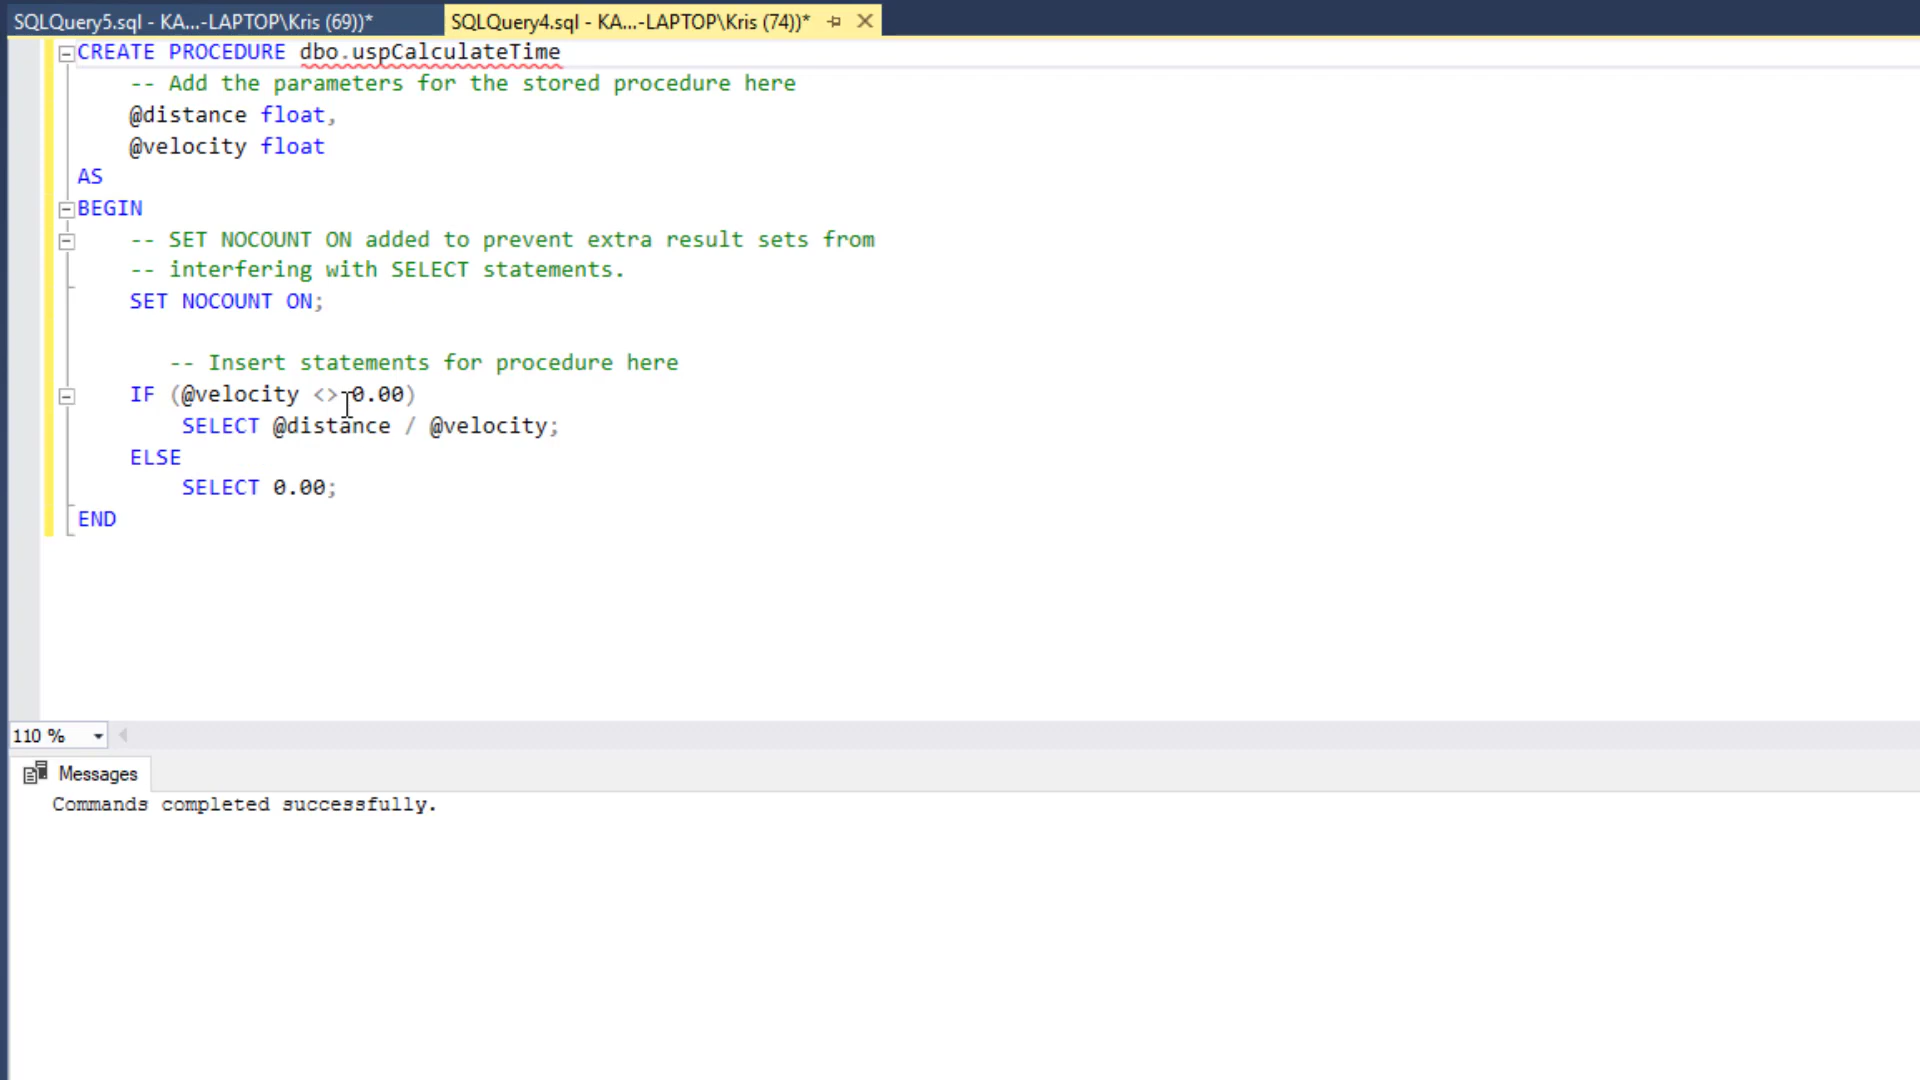 SQLQuery5.sql - KA...-LAPTOP\Kris (69))*
SQLQuery4.sql - KA...-LAPTOP\Kris (74))*
CREATE PROCEDURE dbo.uspCalculateTime
-- Add the parameters for the stored procedure here
@distance float,
@velocity float
AS
BEGIN
-- SET NOCOUNT ON added to prevent extra result sets from
-- interfering with SELECT statements.
SET NOCOUNT ON;
-- Insert statements for procedure here
IF (@velocity <> 0.00)
SELECT @distance / @velocity;
ELSE
SELECT 0.00;
END
110 %
Messages
Commands completed successfully.